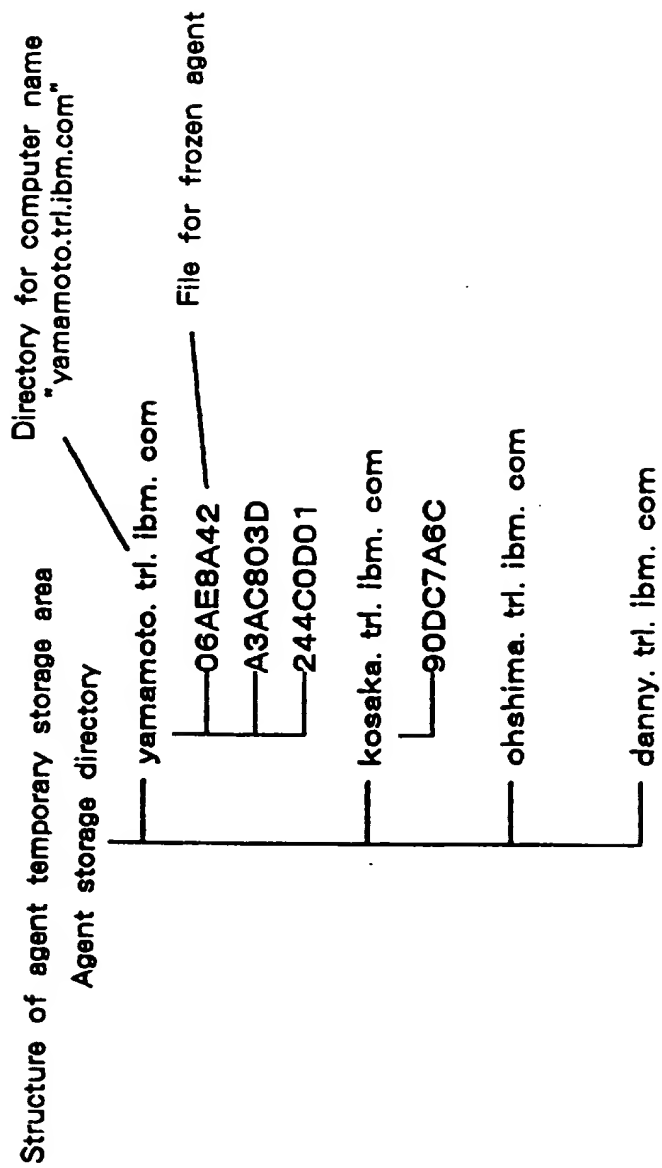 Structure of agent temporary storage area
Agent storage directory
Directory for computer name
"yamamoto.trl.ibm.com"
yamamoto. trl. ibm. com
06AE8A42
File for frozen agent
A3AC803D
244C0D01
kosaka. trl. ibm. com
90DC7A6C
ohshima. trl. ibm. com
danny. trl. ibm. com